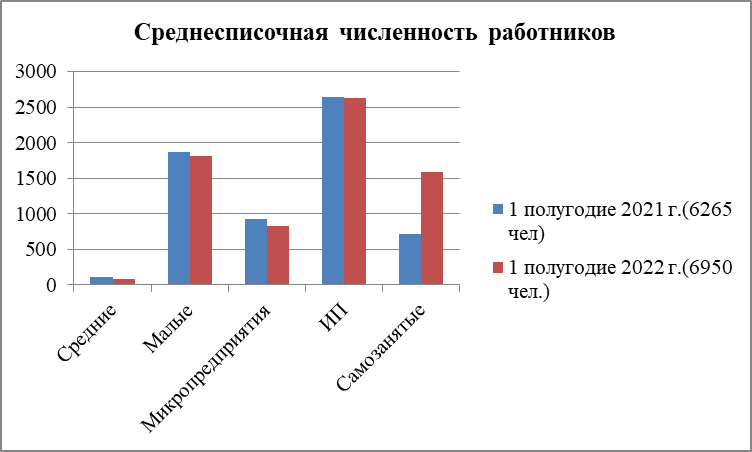 Среднесписочная численность работников
3000
2500
2000
1500
1000
500
0
Средние
Малые
Микропредприятия
ИП
Самозанятые
1 полугодие 2021 г.(6265
чел)
1 полугодие 2022 г.(6950
чел.)